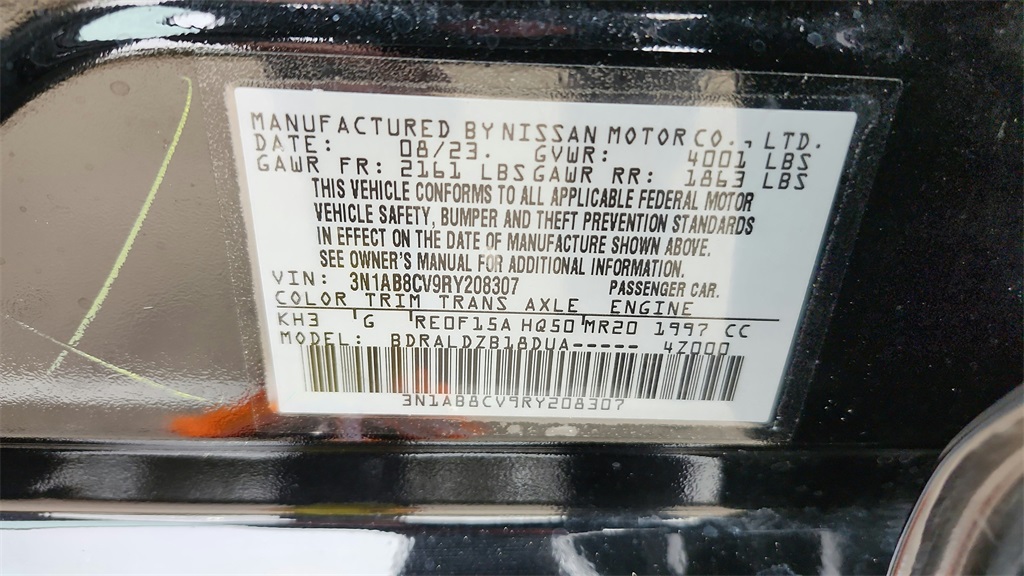 MANUFACTURED BY NISSAN MOTOR CO., LTD.
DATE: 08/23. GVWR: 4001 LBS
GAWR FR: 2161 LBS GAWR RR: 1863 LBS
THIS VEHICLE CONFORMS TO ALL APPLICABLE FEDERAL MOTOR
VEHICLE SAFETY, BUMPER AND THEFT PREVENTION STANDARDS
IN EFFECT ON THE DATE OF MANUFACTURE SHOWN ABOVE.
SEE OWNER'S MANUAL FOR ADDITIONAL INFORMATION.
VIN: 3N1AB8CV9RY208307 PASSENGER CAR.
COLOR TRIM TRANS AXLE ENGINE
KH3 G RE0F15A HQ50 MR20 1997 CC
MODEL: BDRALDZB18DUA----- 4Z000
3N1AB8CV9RY208307